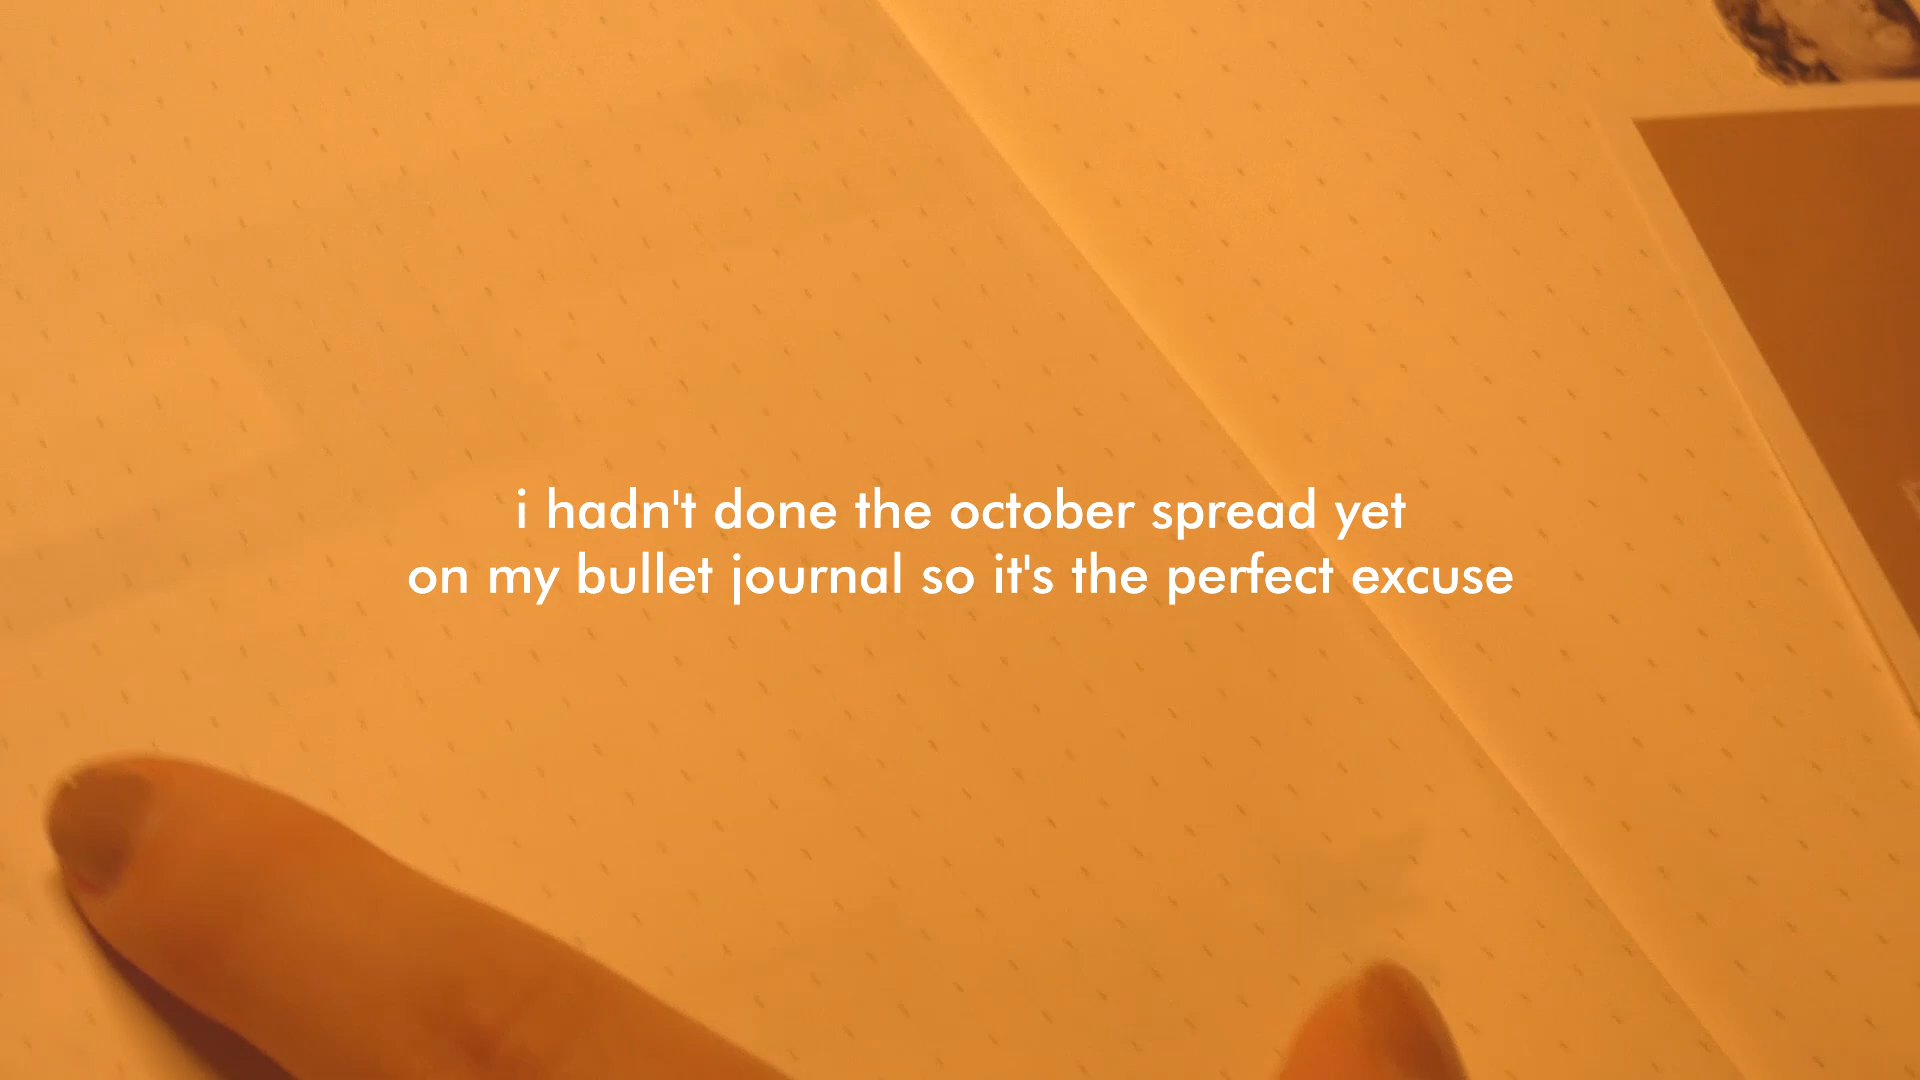 i hadn't done the october spread yet
on my bullet journal so it's the perfect excuse